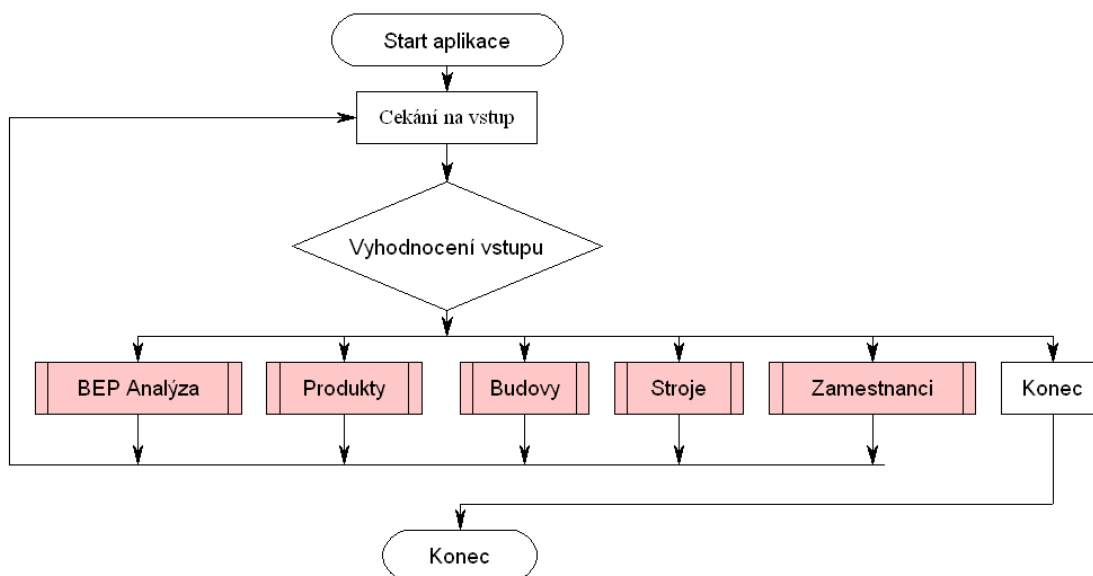 Start aplikace
Cekání na vstup
Vyhodnocení vstupu
BEP Analýza
Produkty
Budovy
Stroje
Zamestnanci
Konec
Konec